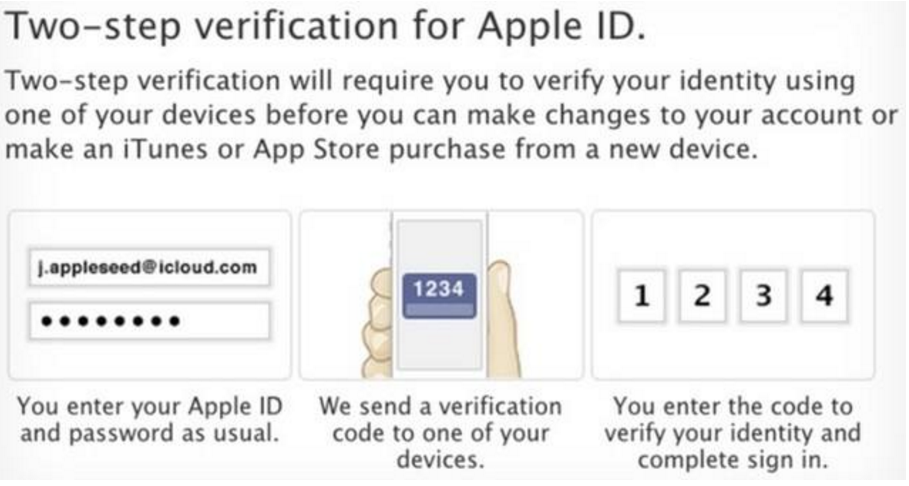 Two-step verification for Apple ID.
Two-step verification will require you to verify your identity using
one of your devices before you can make changes to your account or
make an iTunes or App Store purchase from a new device.
j.appleseed@icloud.com
••••••••
1234
1 2 3 4
You enter your Apple ID
and password as usual.
We send a verification
code to one of your
devices.
You enter the code to
verify your identity and
complete sign in.